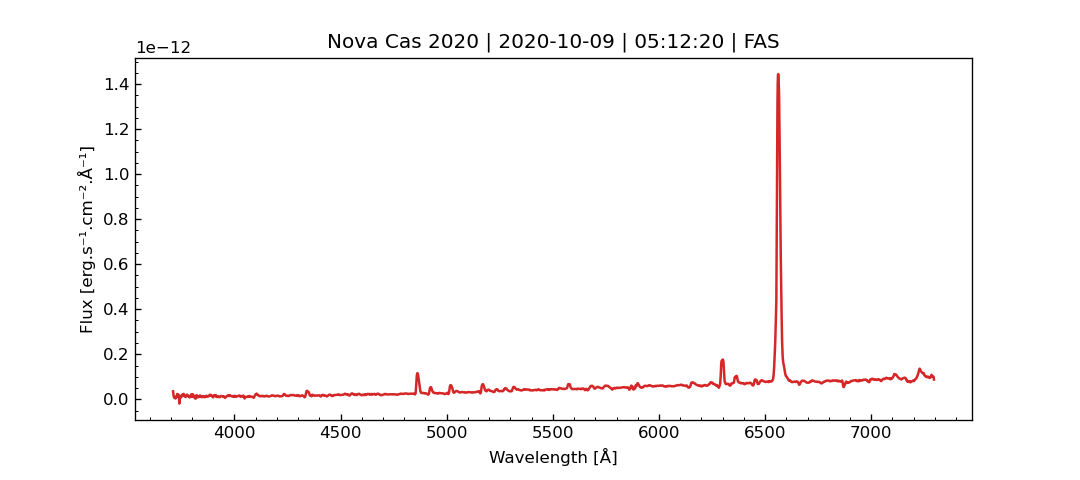 Nova Cas 2020 | 2020-10-09 | 05:12:20 | FAS
1e−12
1.4
1.2
1.0
0.8
0.6
0.4
0.2
0.0
Flux [erg.s⁻¹.cm⁻².Å⁻¹]
4000 4500 5000 5500 6000 6500 7000
Wavelength [Å]